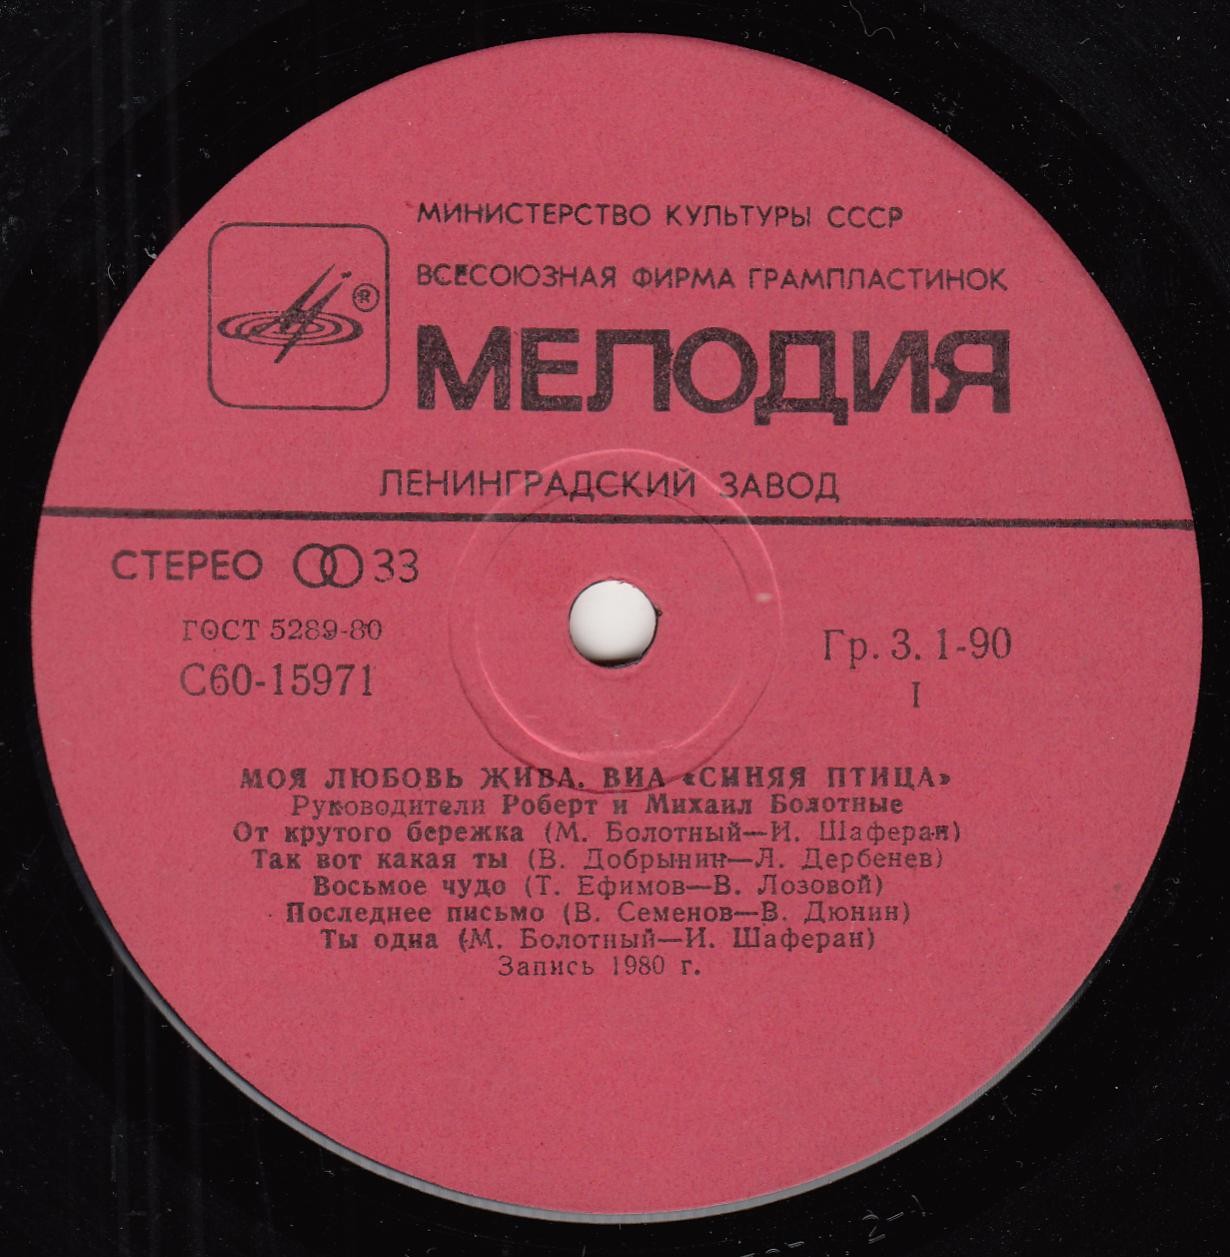 МИНИСТЕРСТВО КУЛЬТУРЫ СССР
ВСЕСОЮЗНАЯ ФИРМА ГРАМПЛАСТИНОК
®
МЕЛОДИЯ
ЛЕНИНГРАДСКИЙ ЗАВОД
СТЕРЕО 33
ГОСТ 5289-80
С60-15971
Гр. 3. 1-90
I
МОЯ ЛЮБОВЬ ЖИВА. ВИА «СИНЯЯ ПТИЦА»
Руководители Роберт и Михаил Болотные
От крутого бережка (М. Болотный—И. Шаферан)
Так вот какая ты (В. Добрынин—Л. Дербенев)
Восьмое чудо (Т. Ефимов—В. Лозовой)
Последнее письмо (В. Семенов—В. Дюнин)
Ты одна (М. Болотный—И. Шаферан)
Запись 1980 г.